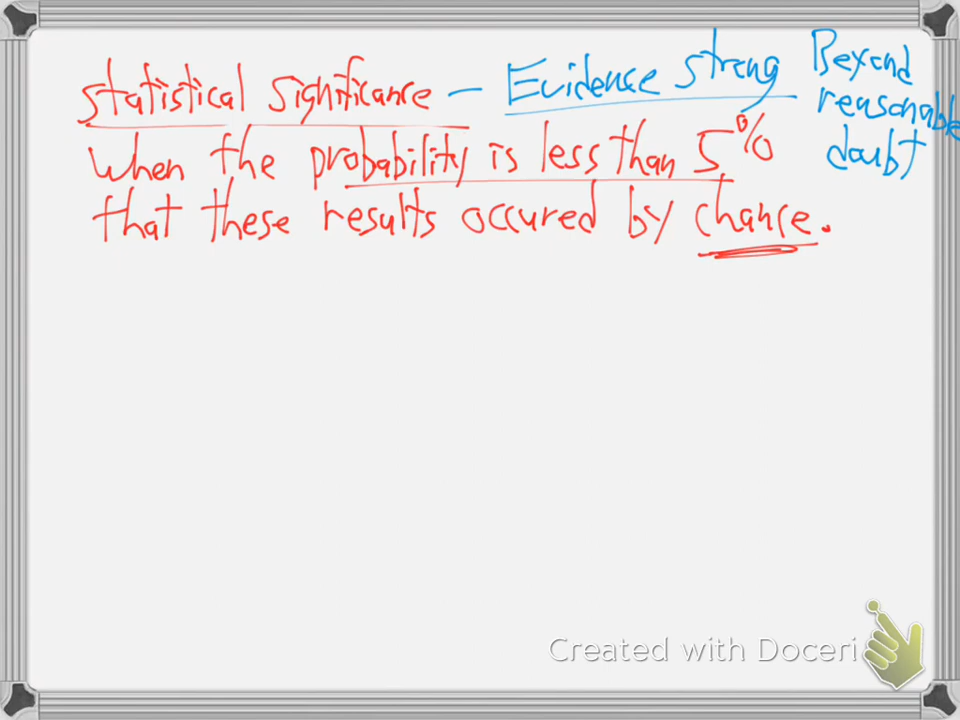 statistical significance - Evidence strong
Beyond
reasonable
doubt
when the probability is less than 5%
that these results occured by chance.
Created with Doceri